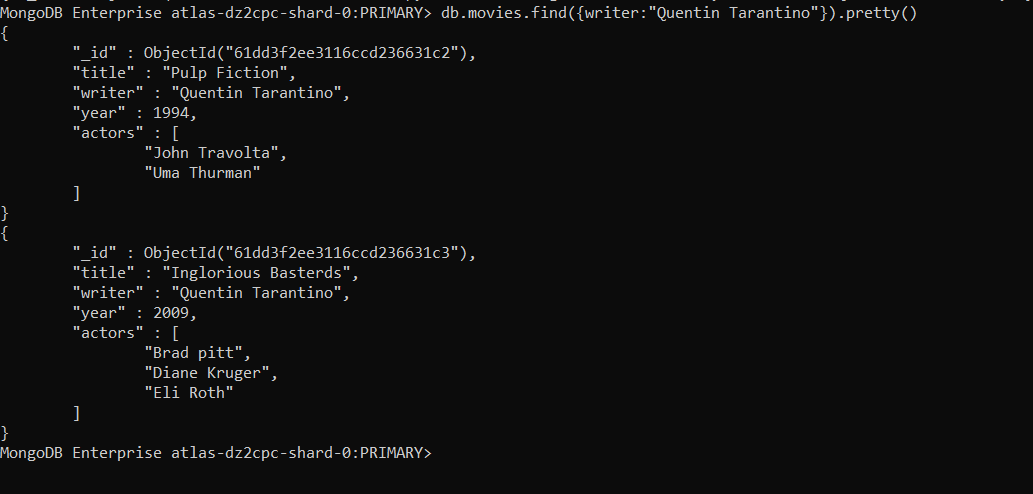 MongoDB Enterprise atlas-dz2cpc-shard-0:PRIMARY> db.movies.find({writer:"Quentin Tarantino"}).pretty()
{
        "_id" : ObjectId("61dd3f2ee3116ccd236631c2"),
        "title" : "Pulp Fiction",
        "writer" : "Quentin Tarantino",
        "year" : 1994,
        "actors" : [
                "John Travolta",
                "Uma Thurman"
        ]
}
{
        "_id" : ObjectId("61dd3f2ee3116ccd236631c3"),
        "title" : "Inglorious Basterds",
        "writer" : "Quentin Tarantino",
        "year" : 2009,
        "actors" : [
                "Brad pitt",
                "Diane Kruger",
                "Eli Roth"
        ]
}
MongoDB Enterprise atlas-dz2cpc-shard-0:PRIMARY>